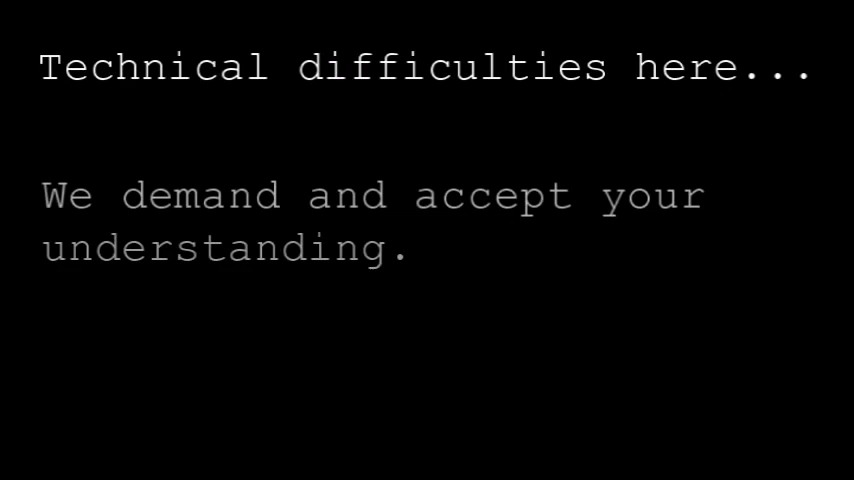 Technical difficulties here...
We demand and accept your
understanding.